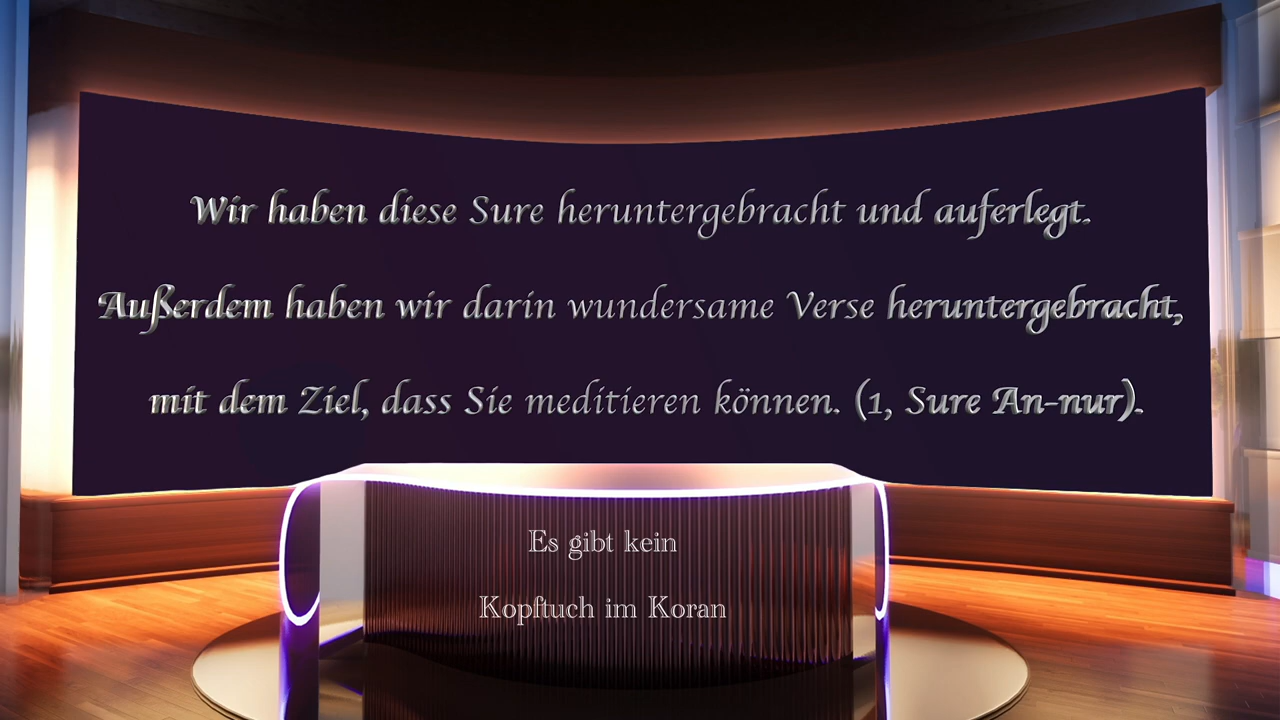 Wir haben diese Sure heruntergebracht und auferlegt.
Außerdem haben wir darin wundersame Verse heruntergebracht,
mit dem Ziel, dass Sie meditieren können. (1, Sure An-nur).
Es gibt kein
Kopftuch im Koran